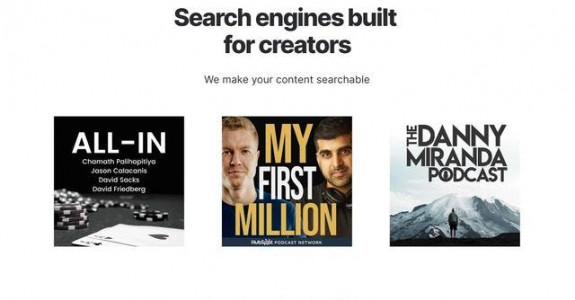 Search engines built
for creators
We make your content searchable
ALL-IN
Chamath Palihapitiya
Jason Calacanis
David Sacks
David Friedberg
MY
FIRST
MILLION
HubSpot PODCAST NETWORK
THE DANNY
MIRANDA
PODCAST